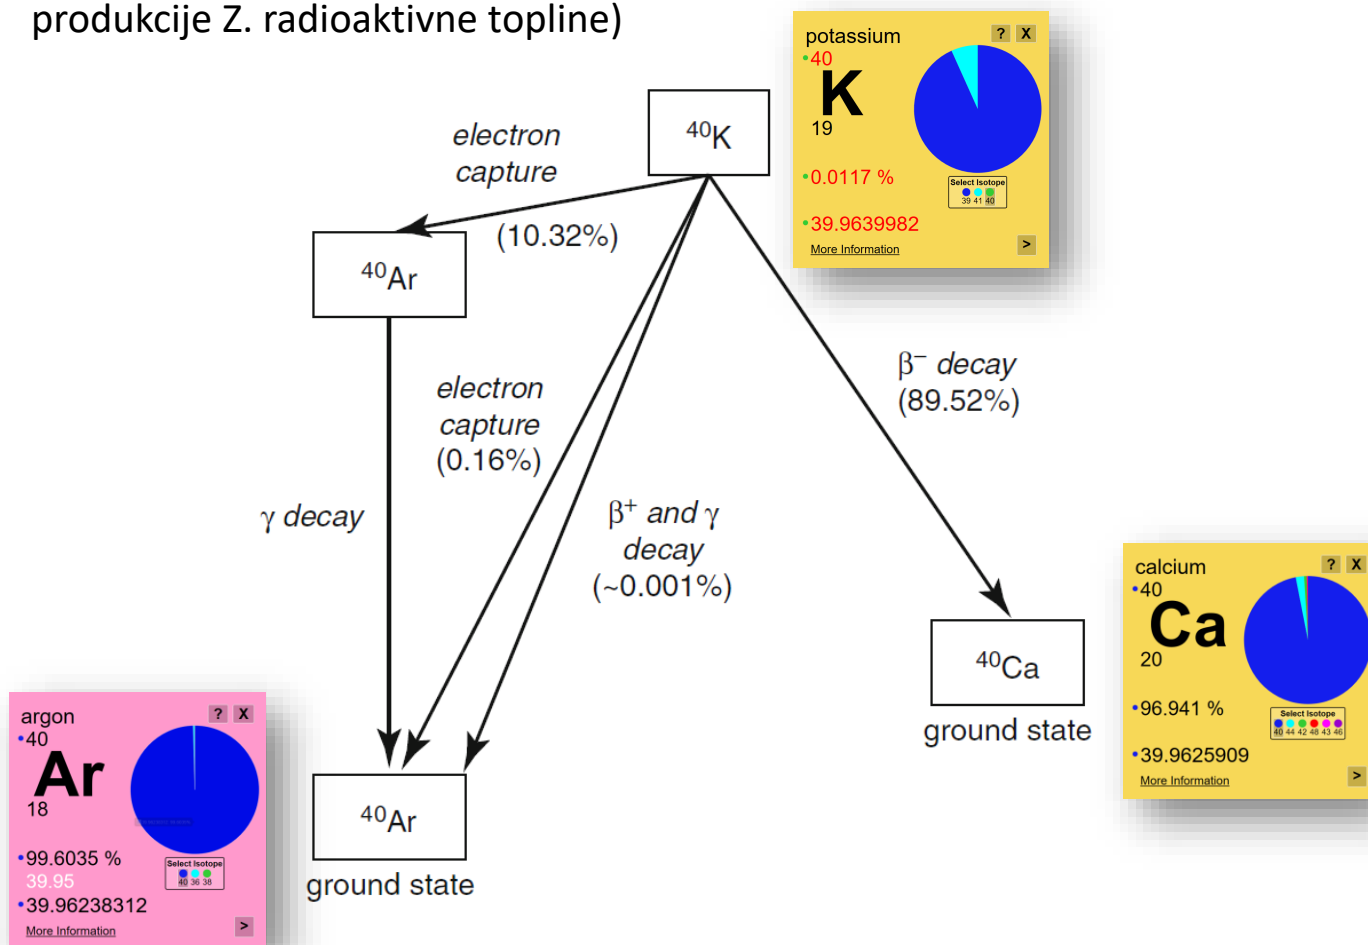 produkcije Z. radioaktivne topline)
potassium
? X
•40
K
19
•0.0117 %
Select Isotope
39 41 40
•39.9639982
More Information
>
⁴⁰K
electron
capture
(10.32%)
⁴⁰Ar
electron
capture
(0.16%)
γ decay
β⁺ and γ
decay
(~0.001%)
β⁻ decay
(89.52%)
⁴⁰Ca
ground state
⁴⁰Ar
ground state
calcium
? X
•40
Ca
20
•96.941 %
Select Isotope
40 44 42 48 43 46
•39.9625909
More Information
>
argon
? X
•40
Ar
18
•99.6035 %
39.95
Select Isotope
40 36 38
•39.96238312
More Information
>